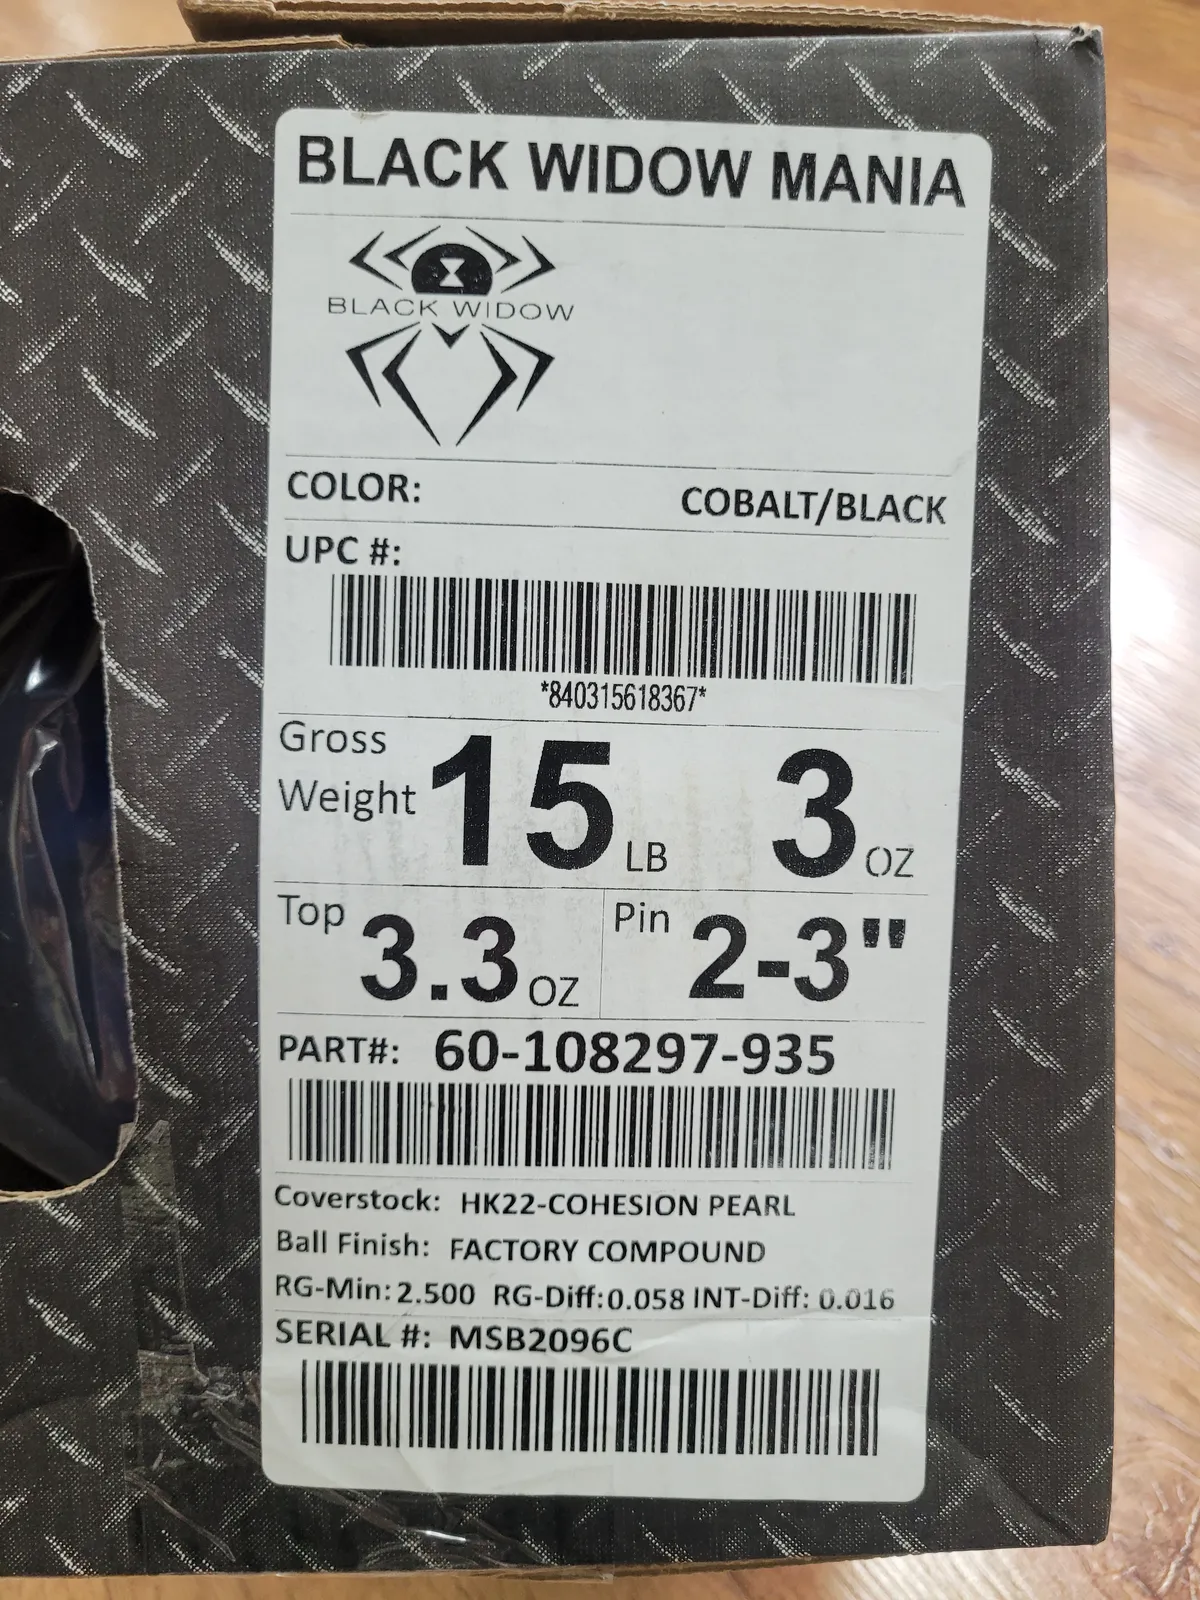 BLACK WIDOW MANIA
BLACK WIDOW
COLOR: COBALT/BLACK
UPC #:
*840315618367*
Gross Weight 15 LB 3 OZ
Top 3.3 OZ Pin 2-3"
PART#: 60-108297-935
Coverstock: HK22-COHESION PEARL
Ball Finish: FACTORY COMPOUND
RG-Min: 2.500 RG-Diff: 0.058 INT-Diff: 0.016
SERIAL #: MSB2096C